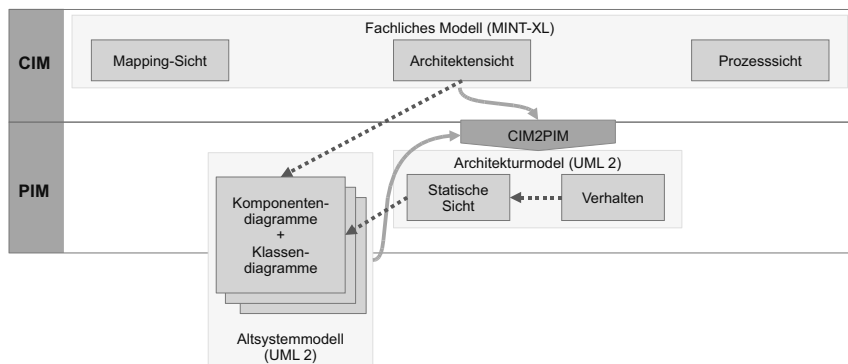 CIM
Fachliches Modell (MINT-XL)
Mapping-Sicht
Architektensicht
Prozesssicht
PIM
CIM2PIM
Architekturmodel (UML 2)
Statische
Sicht
Verhalten
Komponenten-
diagramme
+
Klassen-
diagramme
Altsystemmodell
(UML 2)